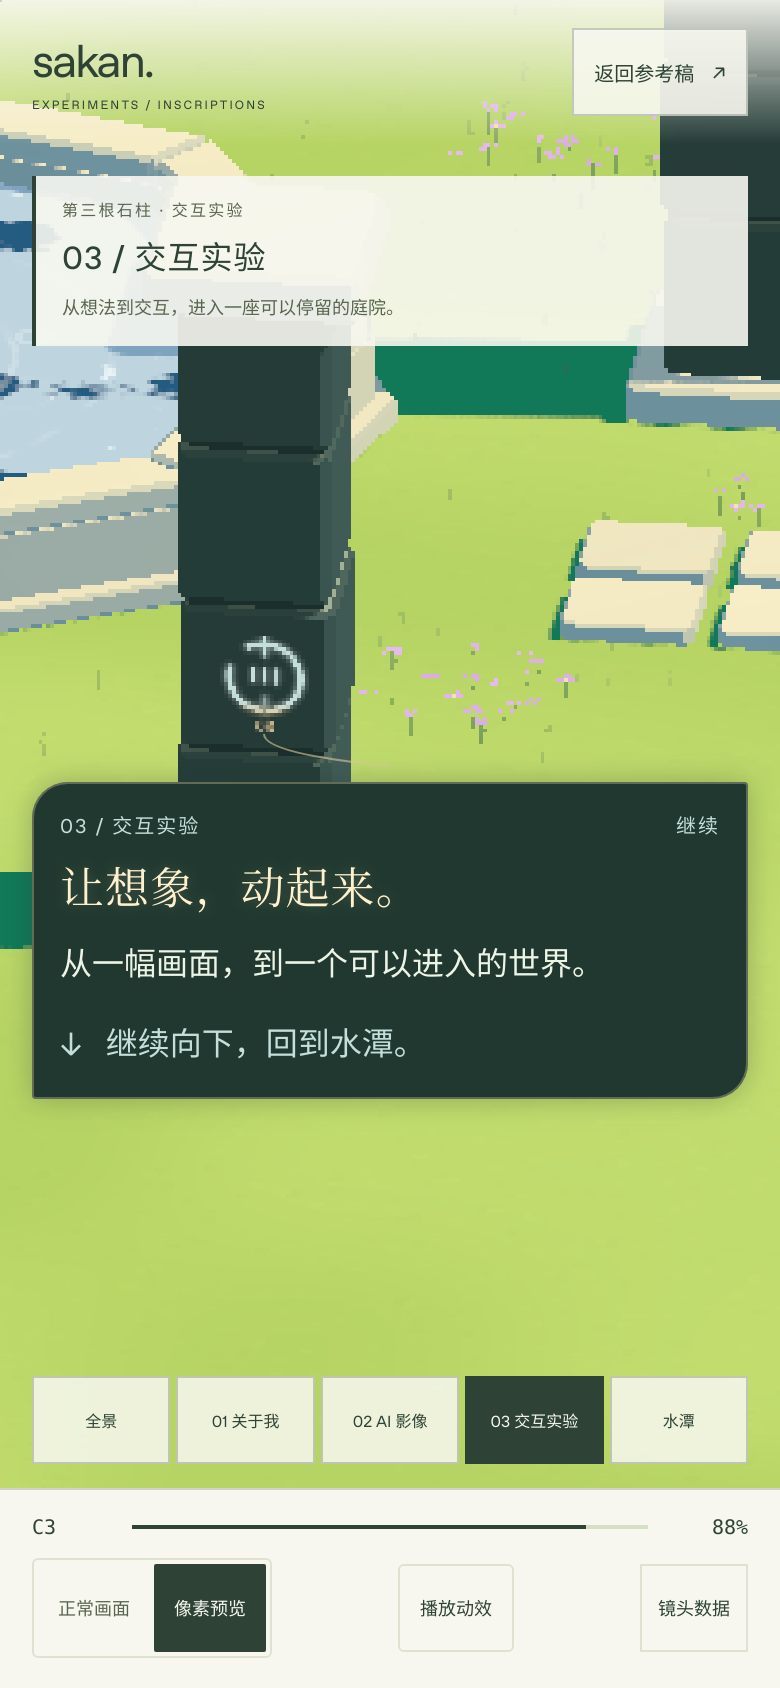 sakan.
EXPERIMENTS / INSCRIPTIONS
返回参考稿 ↗
第三根石柱 · 交互实验
03 / 交互实验
从想法到交互，进入一座可以停留的庭院。
03 / 交互实验
继续
让想象，动起来。
从一幅画面，到一个可以进入的世界。
↓ 继续向下，回到水潭。
全景
01 关于我
02 AI 影像
03 交互实验
水潭
C3
88%
正常画面
像素预览
播放动效
镜头数据